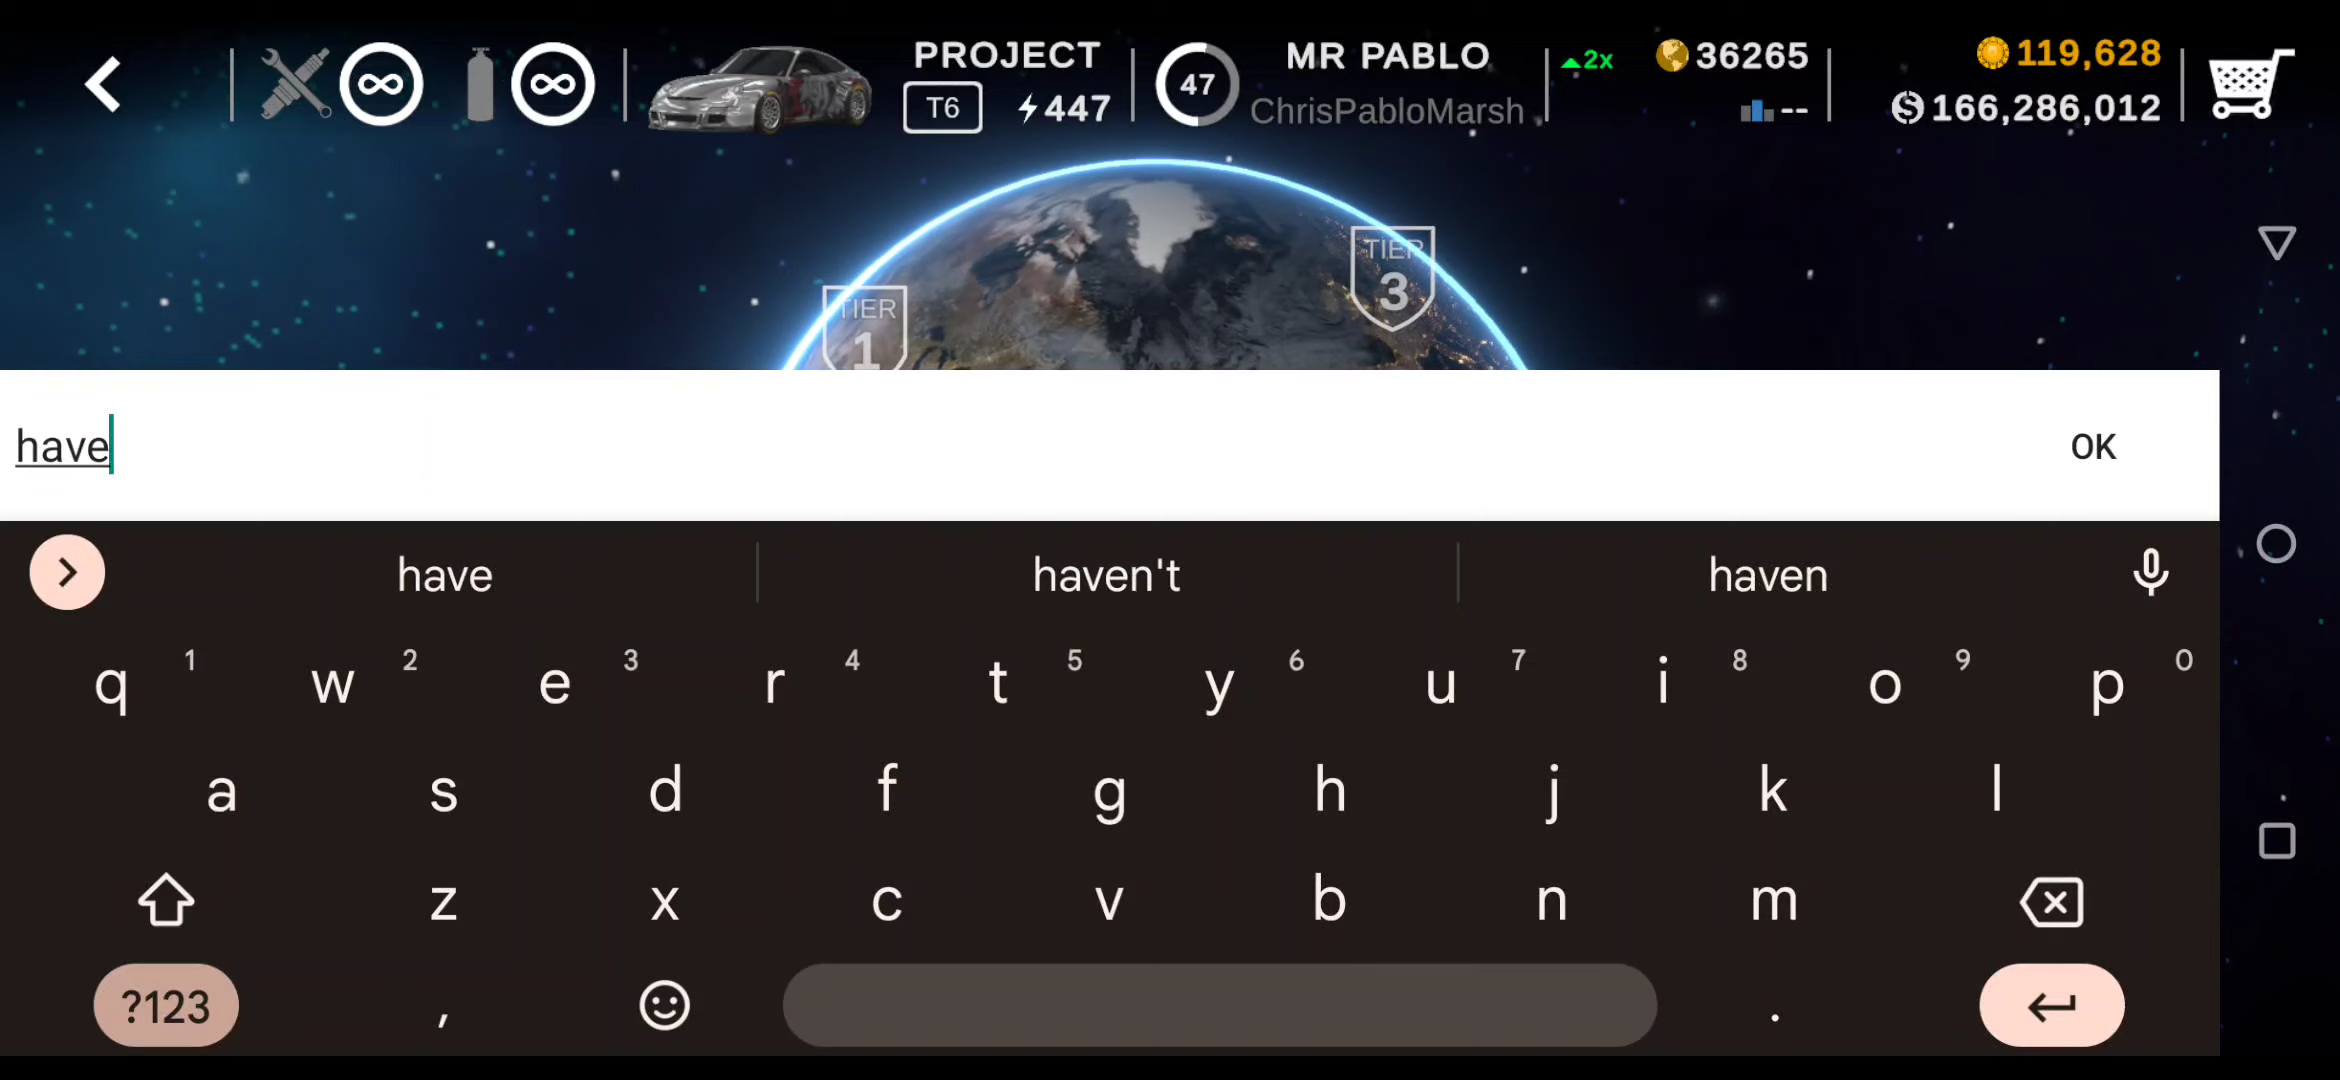 PROJECT
T6 447
47
MR PABLO
ChrisPabloMarsh
2x 36265
--
119,628
166,286,012
TIER
1
TIER
3
have
OK
have haven't haven
q 1 w 2 e 3 r 4 t 5 y 6 u 7 i 8 o 9 p 0
a s d f g h j k l
z x c v b n m
?123 , .